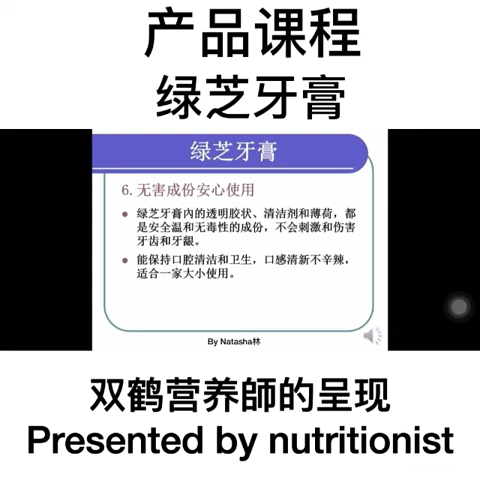 产品课程
绿芝牙膏
绿芝牙膏
6. 无害成份安心使用
绿芝牙膏內的透明胶状、清洁剂和薄荷，都
是安全温和无毒性的成份，不会刺激和伤害
牙齿和牙龈。
能保持口腔清洁和卫生，口感清新不辛辣，
适合一家大小使用。
By Natasha林
双鹤营养師的呈现
Presented by nutritionist